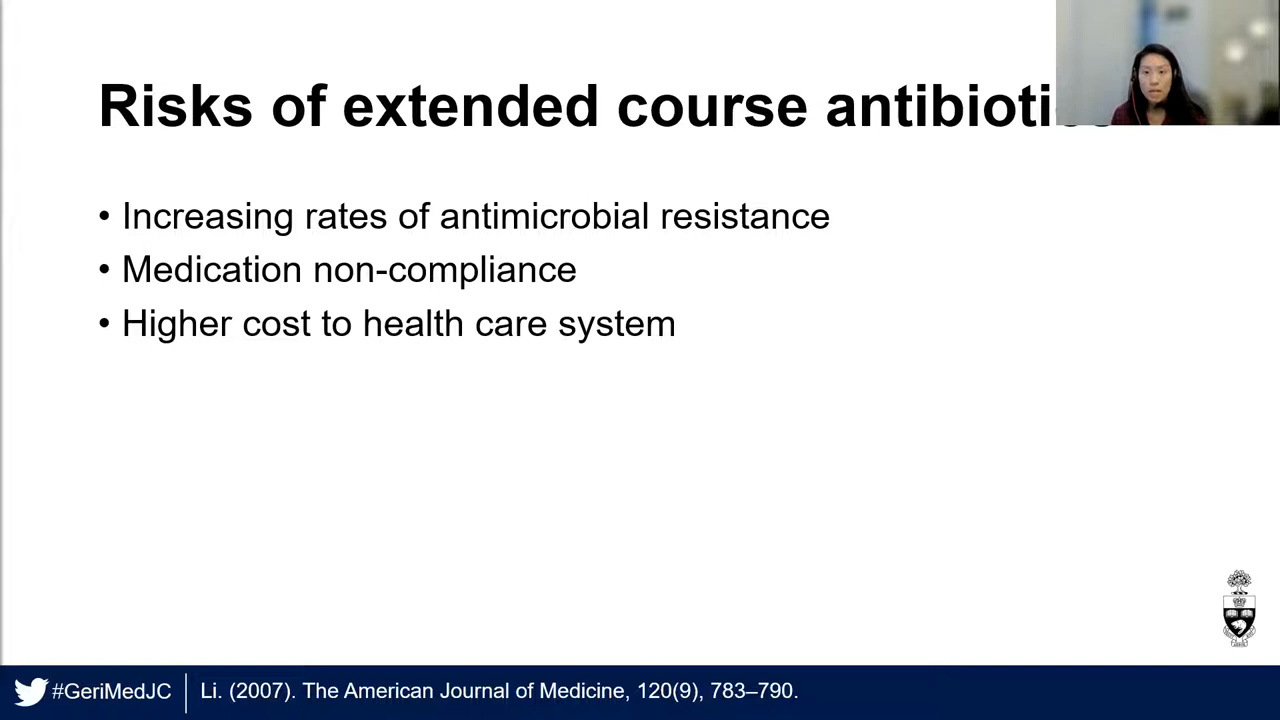 Risks of extended course
• Increasing rates of antimicrobial resistance
• Medication non-compliance
• Higher cost to health care system
#GeriMedJC
Li. (2007). The American Journal of Medicine, 120(9), 783–790.